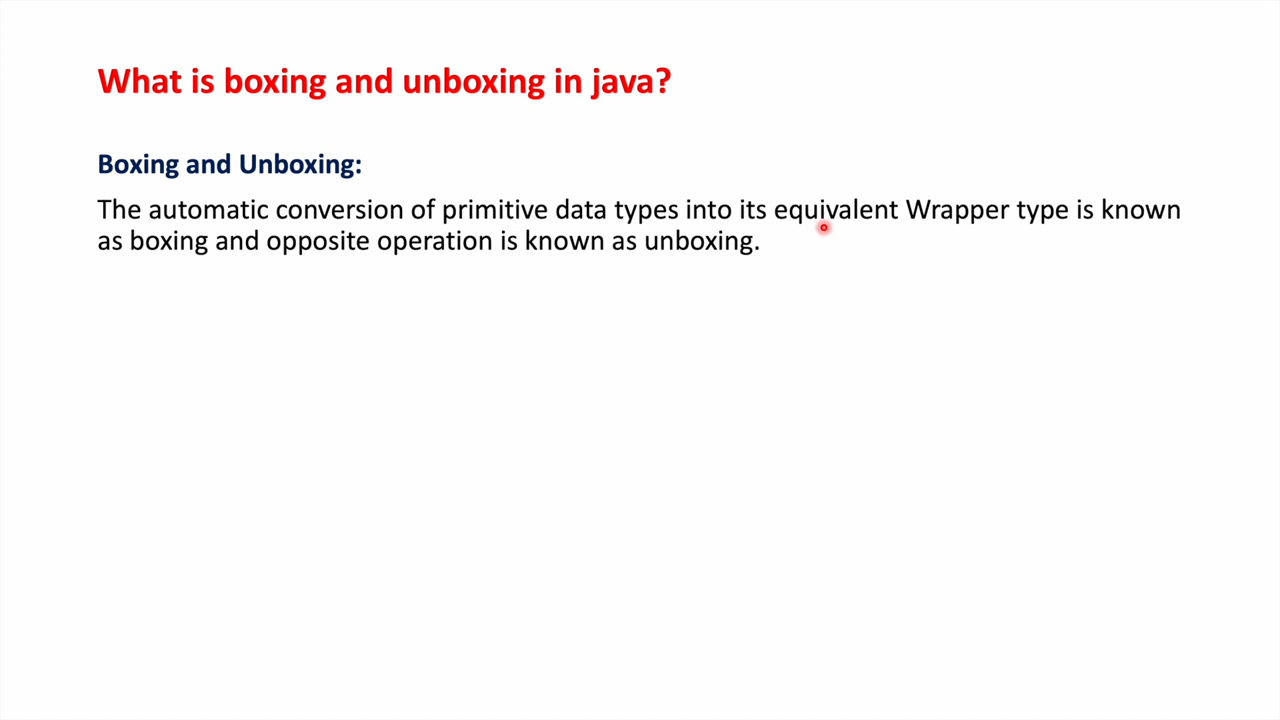 What is boxing and unboxing in java?
Boxing and Unboxing:
The automatic conversion of primitive data types into its equivalent Wrapper type is known
as boxing and opposite operation is known as unboxing.